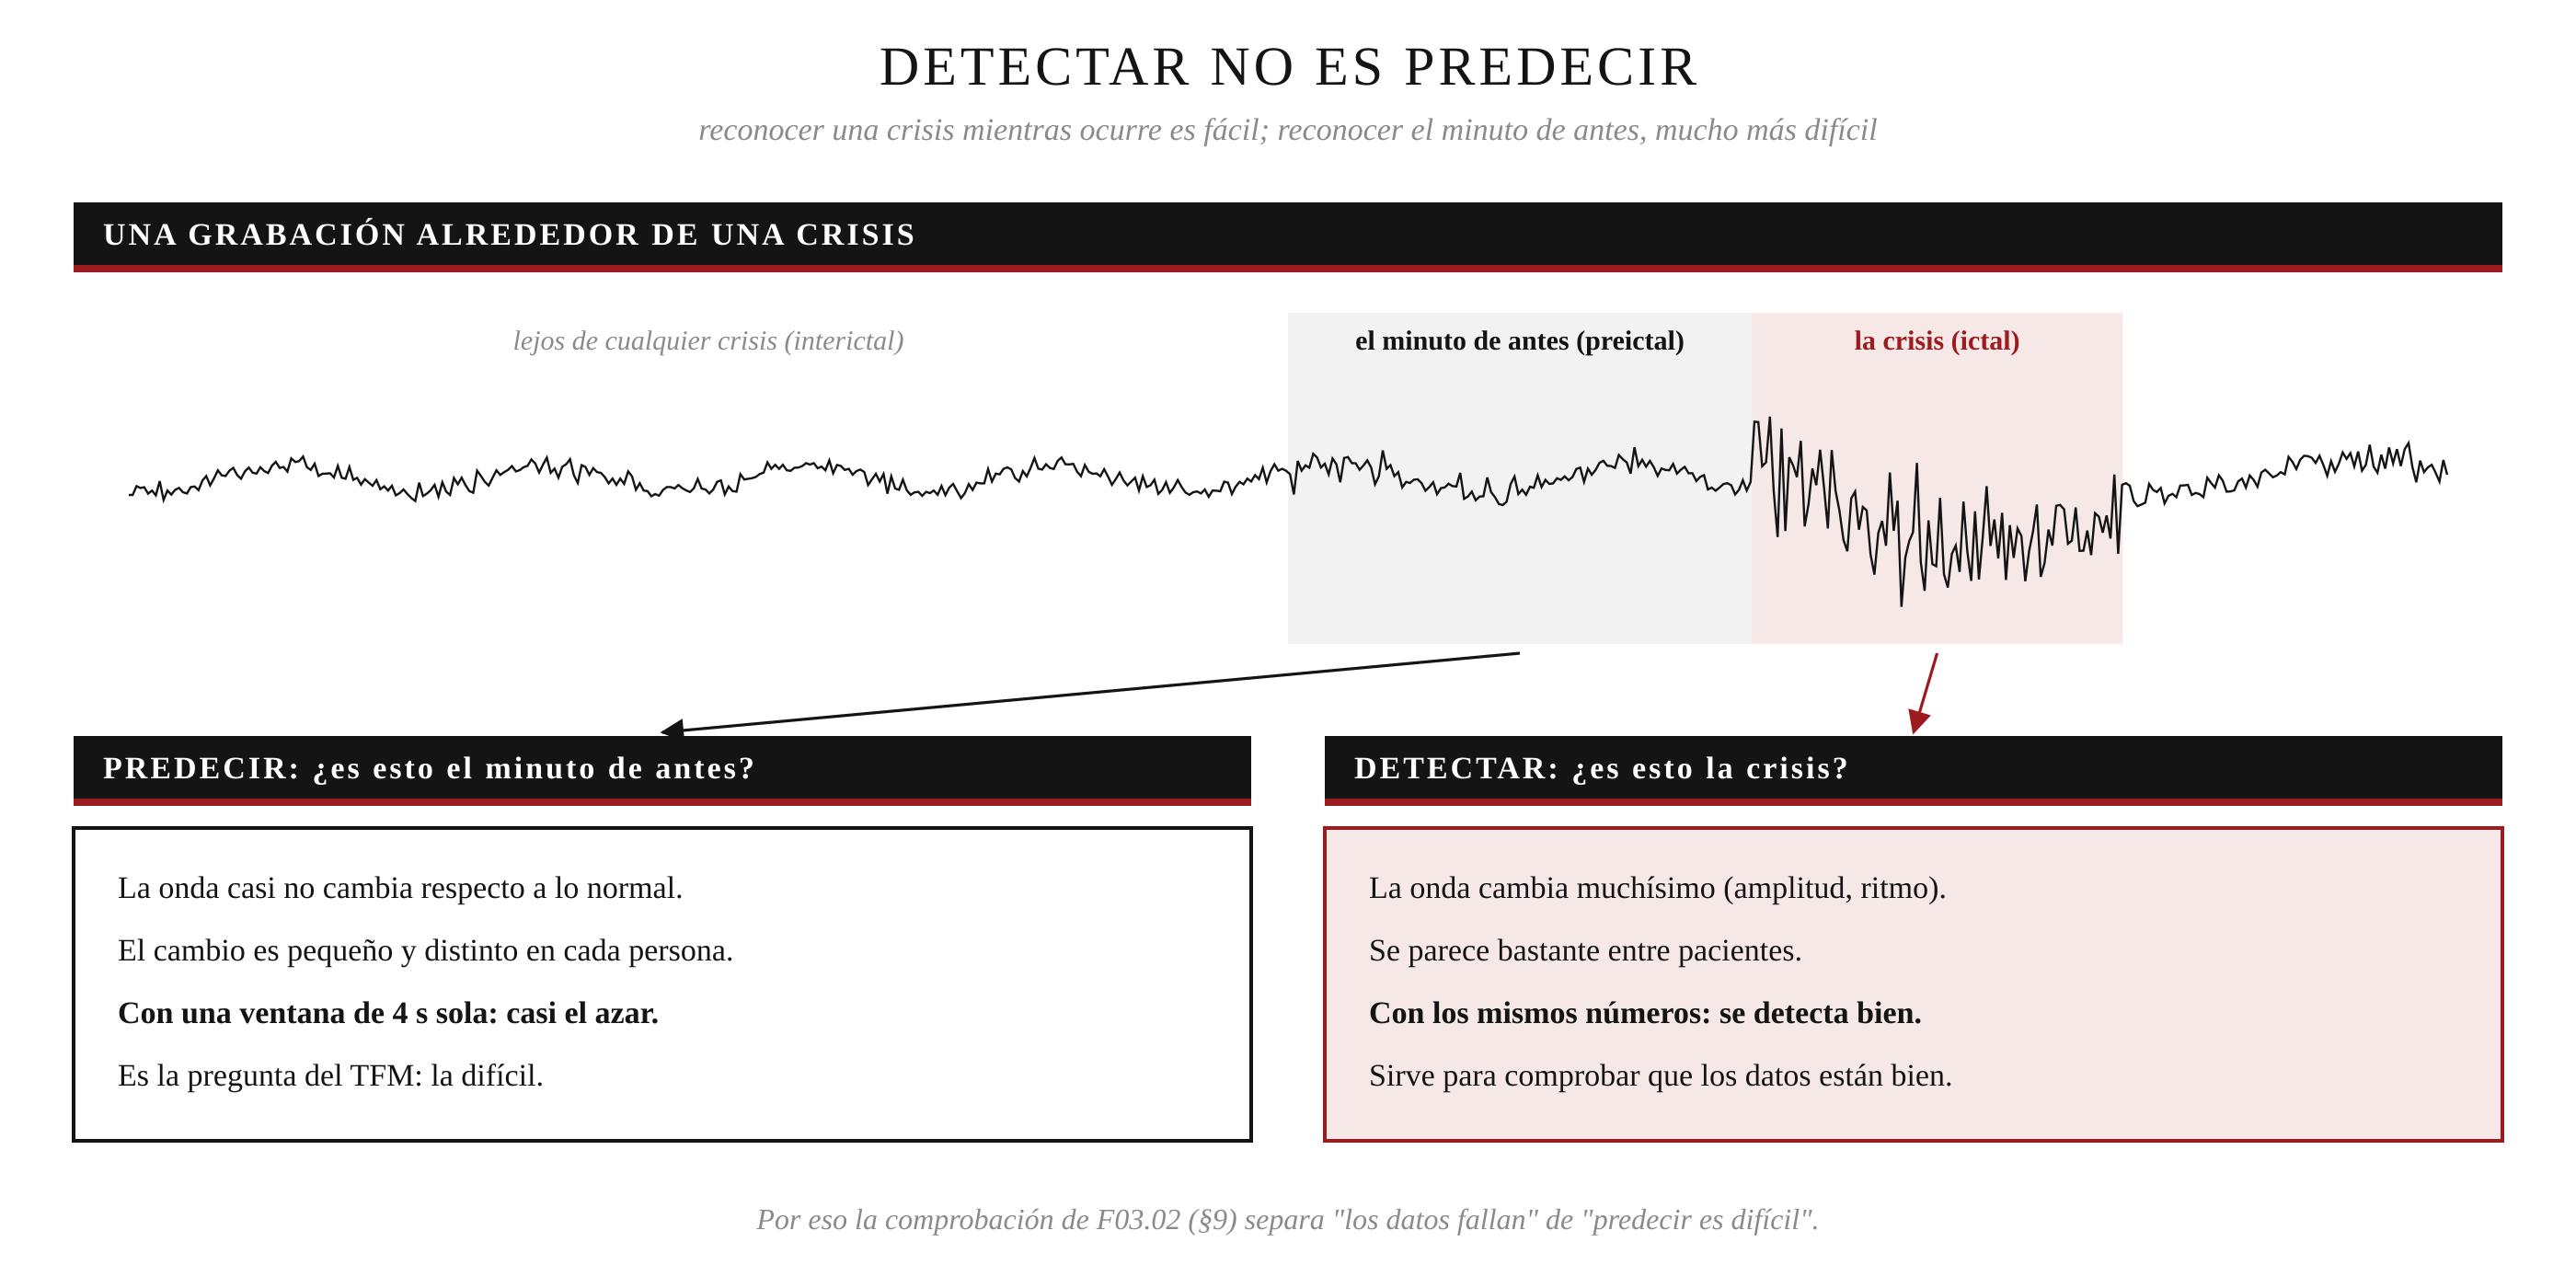 DETECTAR NO ES PREDECIR
reconocer una crisis mientras ocurre es fácil; reconocer el minuto de antes, mucho más difícil
UNA GRABACIÓN ALREDEDOR DE UNA CRISIS
lejos de cualquier crisis (interictal)
el minuto de antes (preictal)
la crisis (ictal)
PREDECIR: ¿es esto el minuto de antes?
La onda casi no cambia respecto a lo normal.
El cambio es pequeño y distinto en cada persona.
Con una ventana de 4 s sola: casi el azar.
Es la pregunta del TFM: la difícil.
DETECTAR: ¿es esto la crisis?
La onda cambia muchísimo (amplitud, ritmo).
Se parece bastante entre pacientes.
Con los mismos números: se detecta bien.
Sirve para comprobar que los datos están bien.
Por eso la comprobación de F03.02 (§9) separa "los datos fallan" de "predecir es difícil".